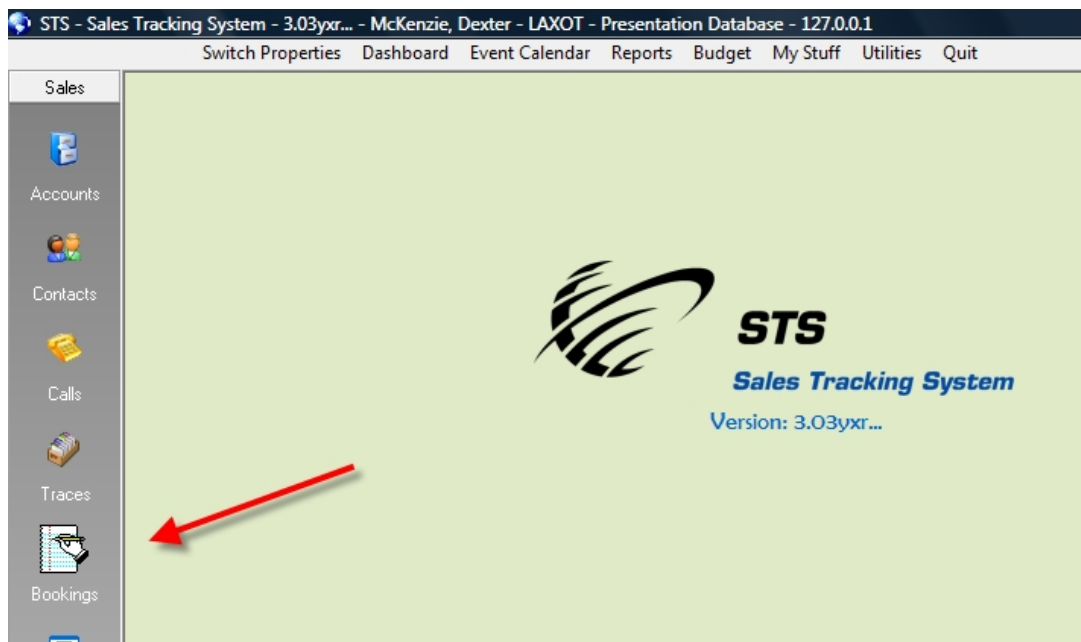 STS - Sales Tracking System - 3.03yxr... - McKenzie, Dexter - LAXOT - Presentation Database - 127.0.0.1
Switch Properties Dashboard Event Calendar Reports Budget My Stuff Utilities Quit
Sales
Accounts
Contacts
Calls
Traces
Bookings
STS
Sales Tracking System
Version: 3.03yxr...